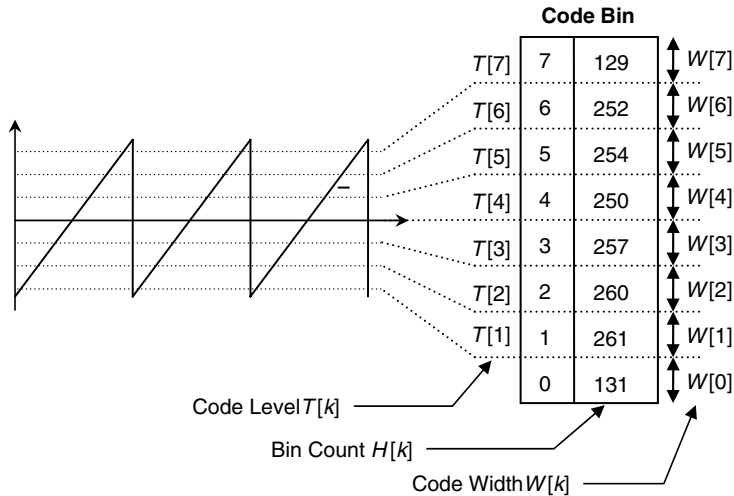 Code Bin
T[7] 7 129 W[7]
T[6] 6 252 W[6]
T[5] 5 254 W[5]
T[4] 4 250 W[4]
T[3] 3 257 W[3]
T[2] 2 260 W[2]
T[1] 1 261 W[1]
0 131 W[0]
Code Level T[k]
Bin Count H[k]
Code Width W[k]